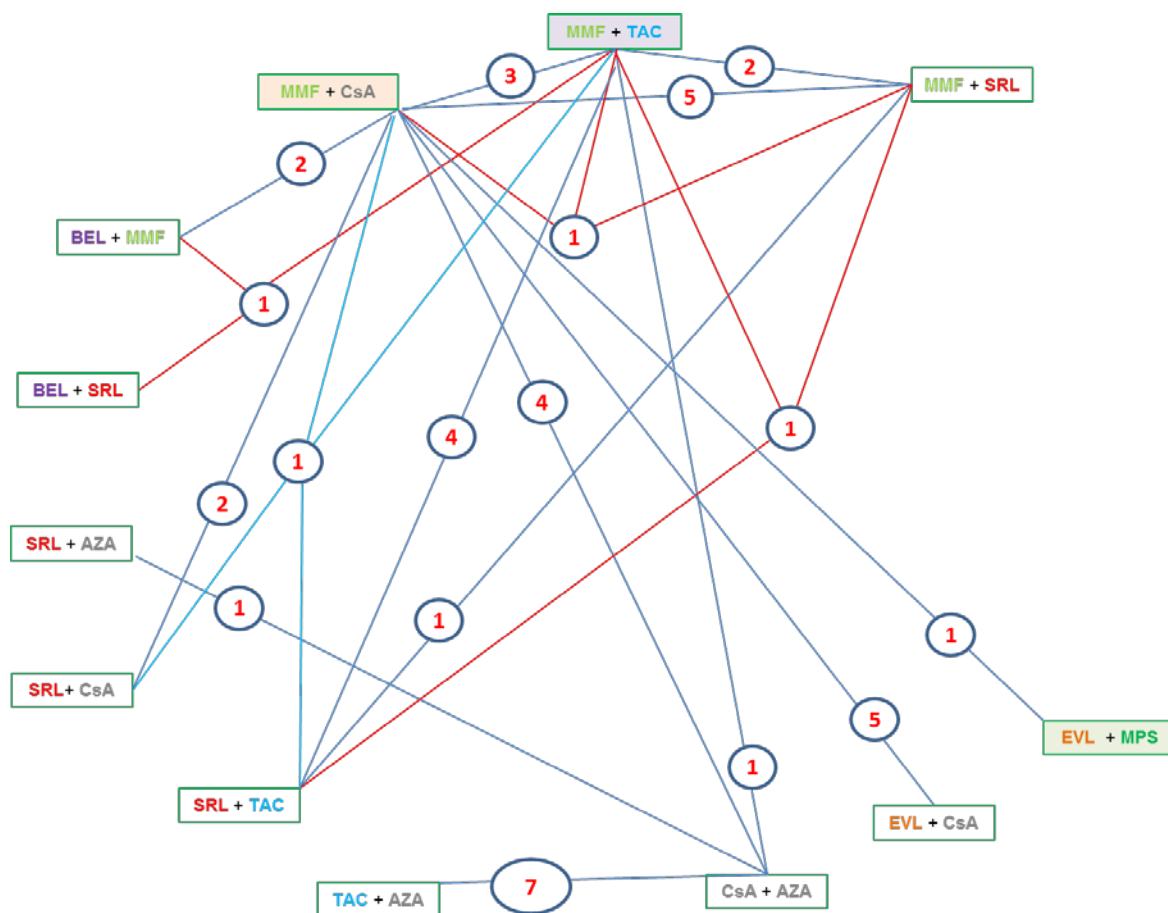 MMF + TAC
3
2
MMF + CsA
MMF + SRL
5
2
BEL + MMF
1
1
BEL + SRL
4
1
4
1
2
SRL + AZA
1
1
1
SRL+ CsA
5
EVL + MPS
1
SRL + TAC
EVL + CsA
7
TAC + AZA
CsA + AZA